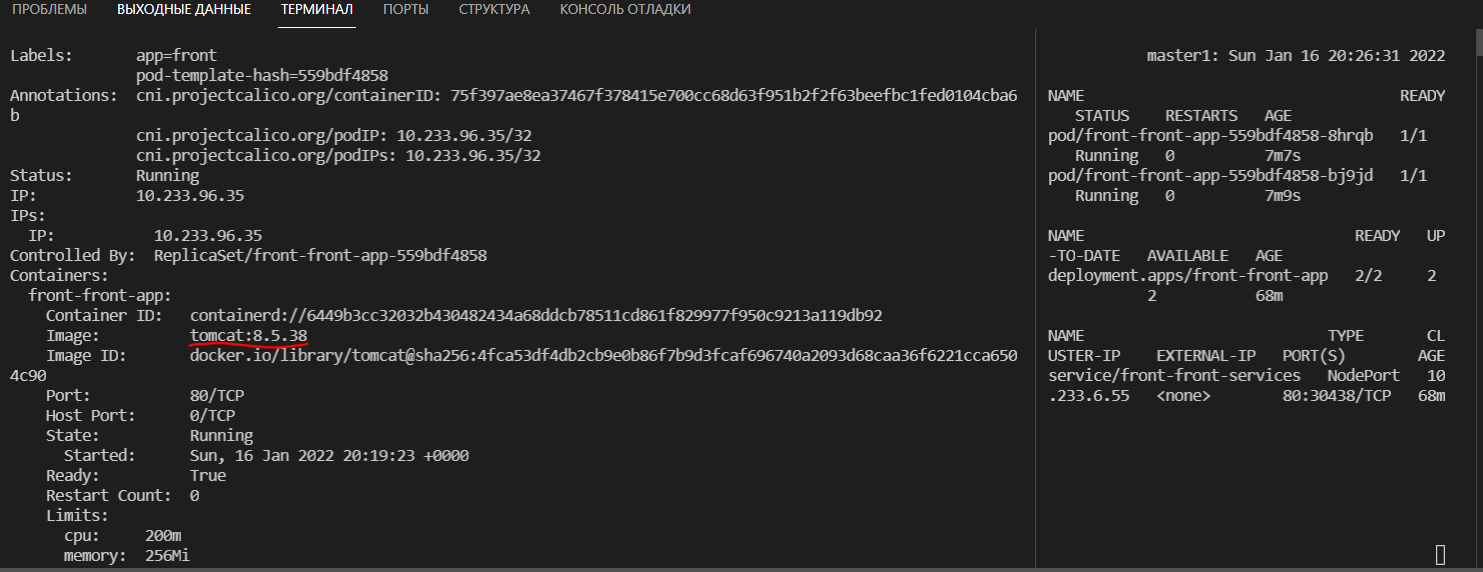 ПРОБЛЕМЫ ВЫХОДНЫЕ ДАННЫЕ ТЕРМИНАЛ ПОРТЫ СТРУКТУРА КОНСОЛЬ ОТЛАДКИ
Labels: app=front
pod-template-hash=559bdf4858
Annotations: cni.projectcalico.org/containerID: 75f397ae8ea37467f378415e700cc68d63f951b2f2f63beefbc1fed0104cba6
b
cni.projectcalico.org/podIP: 10.233.96.35/32
cni.projectcalico.org/podIPs: 10.233.96.35/32
Status: Running
IP: 10.233.96.35
IPs:
IP: 10.233.96.35
Controlled By: ReplicaSet/front-front-app-559bdf4858
Containers:
front-front-app:
Container ID: containerd://6449b3cc32032b430482434a68ddcb78511cd861f829977f950c9213a119db92
Image: tomcat:8.5.38
Image ID: docker.io/library/tomcat@sha256:4fca53df4db2cb9e0b86f7b9d3fcaf696740a2093d68caa36f6221cca650
4c90
Port: 80/TCP
Host Port: 0/TCP
State: Running
Started: Sun, 16 Jan 2022 20:19:23 +0000
Ready: True
Restart Count: 0
Limits:
cpu: 200m
memory: 256Mi
master1: Sun Jan 16 20:26:31 2022
NAME READY
STATUS RESTARTS AGE
pod/front-front-app-559bdf4858-8hrqb 1/1
Running 0 7m7s
pod/front-front-app-559bdf4858-bj9jd 1/1
Running 0 7m9s
NAME READY UP
-TO-DATE AVAILABLE AGE
deployment.apps/front-front-app 2/2 2
2 68m
NAME TYPE CL
USTER-IP EXTERNAL-IP PORT(S) AGE
service/front-front-services NodePort 10
.233.6.55 <none> 80:30438/TCP 68m